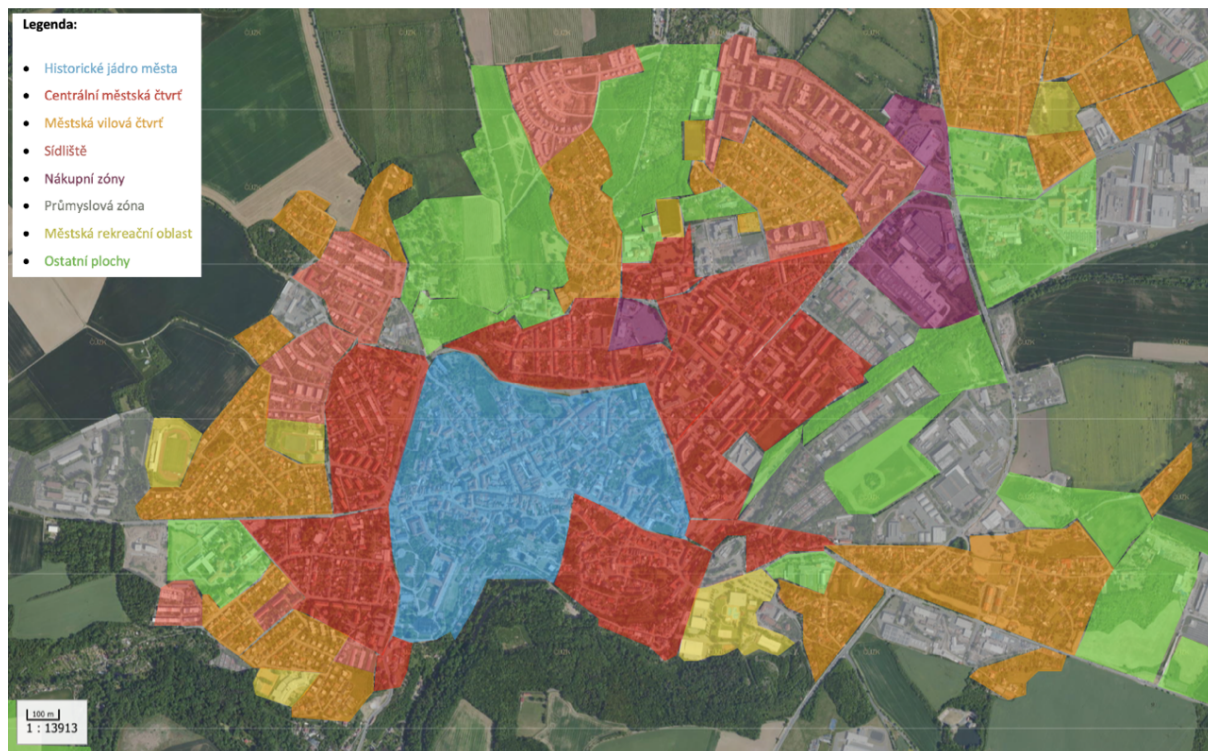 Legenda:
Historické jádro města
Centrální městská čtvrť
Městská vilová čtvrť
Sídliště
Nákupní zóny
Průmyslová zóna
Městská rekreační oblast
Ostatní plochy
100 m
1 : 13913